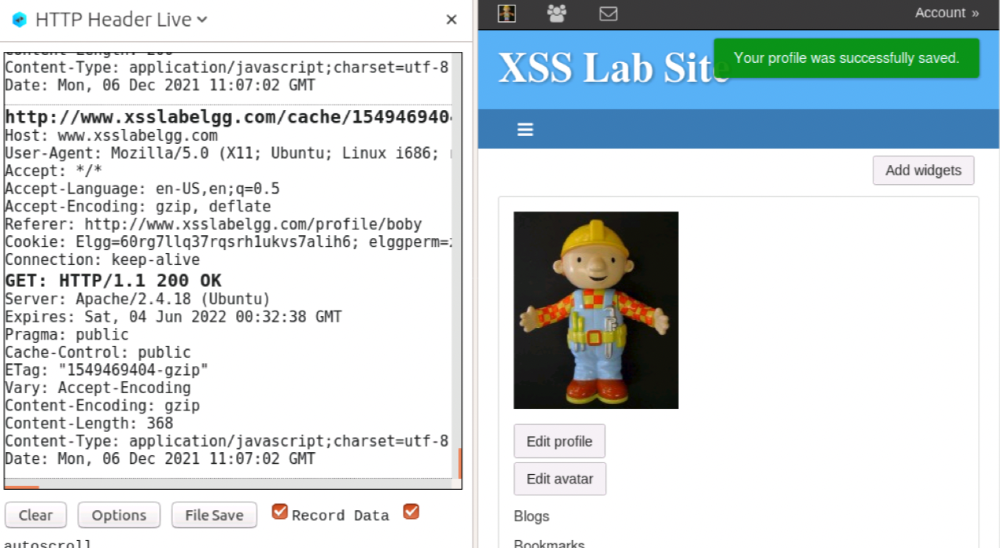 HTTP Header Live
Content-Length: 200
Content-Type: application/javascript;charset=utf-8
Date: Mon, 06 Dec 2021 11:07:02 GMT
http://www.xsslabelgg.com/cache/154946940
Host: www.xsslabelgg.com
User-Agent: Mozilla/5.0 (X11; Ubuntu; Linux i686;
Accept: */*
Accept-Language: en-US,en;q=0.5
Accept-Encoding: gzip, deflate
Referer: http://www.xsslabelgg.com/profile/boby
Cookie: Elgg=60rg7llq37rqsrh1ukvs7alih6; elggperm=
Connection: keep-alive
GET: HTTP/1.1 200 OK
Server: Apache/2.4.18 (Ubuntu)
Expires: Sat, 04 Jun 2022 00:32:38 GMT
Pragma: public
Cache-Control: public
ETag: "1549469404-gzip"
Vary: Accept-Encoding
Content-Encoding: gzip
Content-Length: 368
Content-Type: application/javascript;charset=utf-8
Date: Mon, 06 Dec 2021 11:07:02 GMT
Clear
Options
File Save
Record Data
autoscroll
Account »
XSS Lab Site
Your profile was successfully saved.
Add widgets
Edit profile
Edit avatar
Blogs
Bookmarks